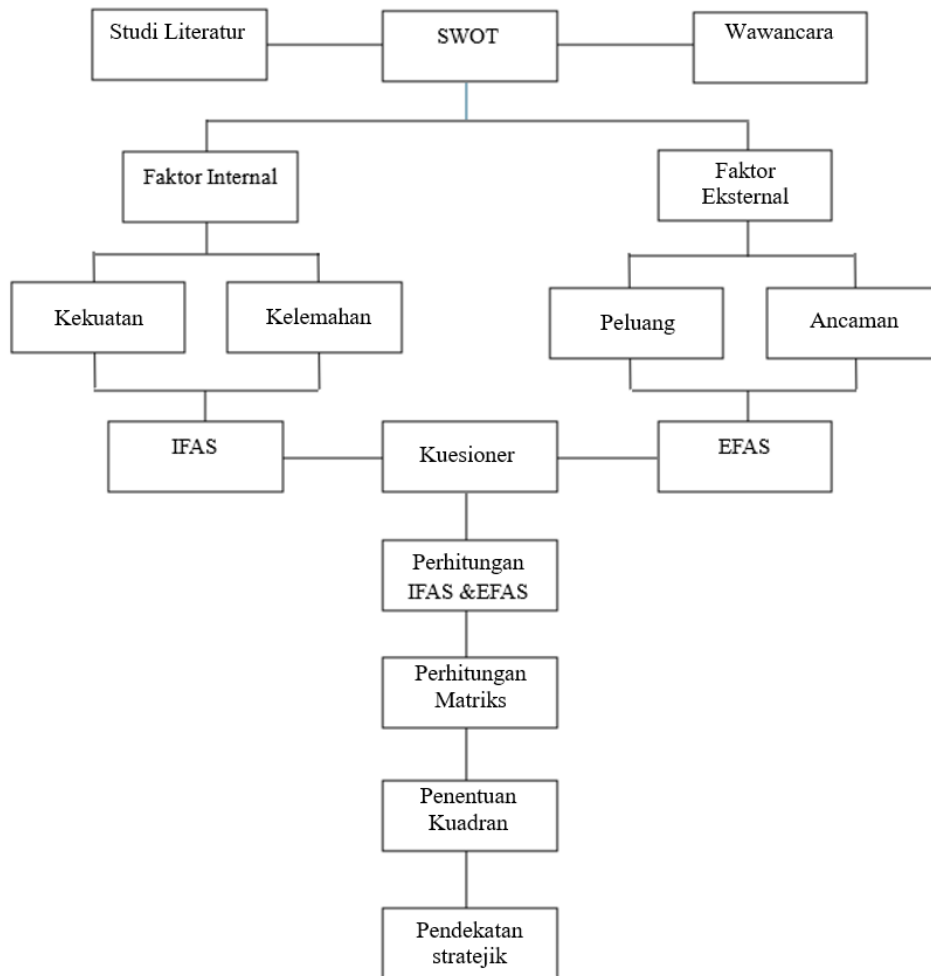 Studi Literatur
SWOT
Wawancara
Faktor Internal
Faktor
Eksternal
Kekuatan
Kelemahan
Peluang
Ancaman
IFAS
Kuesioner
EFAS
Perhitungan
IFAS &EFAS
Perhitungan
Matriks
Penentuan
Kuadran
Pendekatan
stratejik